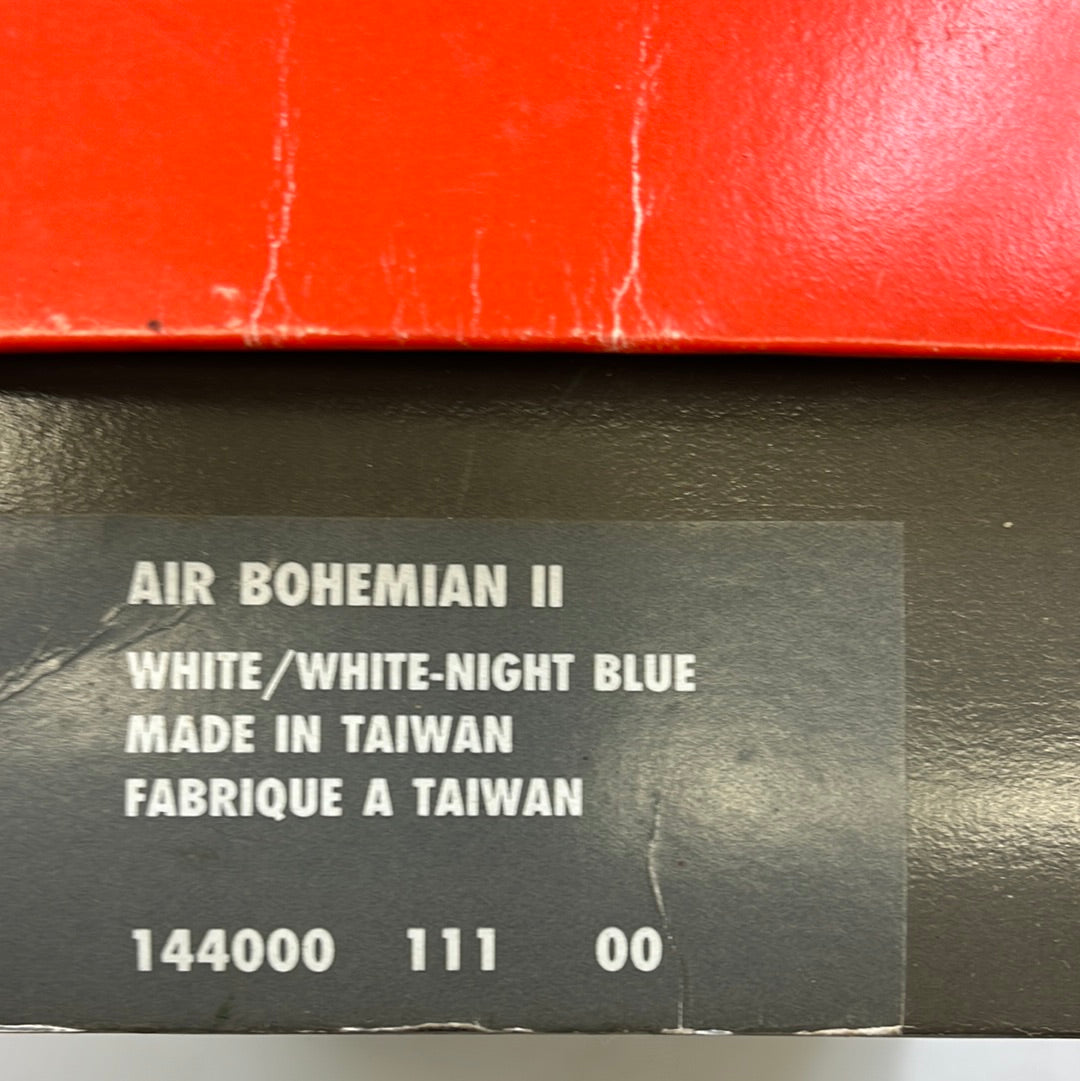 AIR BOHEMIAN II
WHITE/WHITE-NIGHT BLUE
MADE IN TAIWAN
FABRIQUE A TAIWAN
144000 111 00